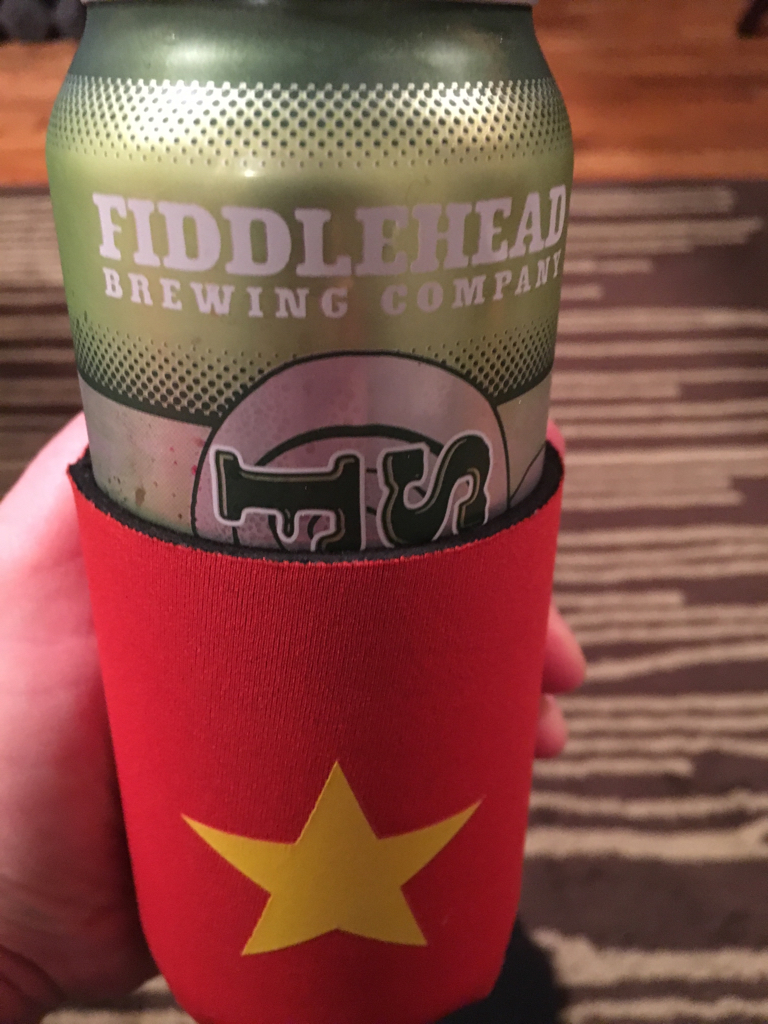 FIDDLEHEAD
BREWING COMPANY
S
F